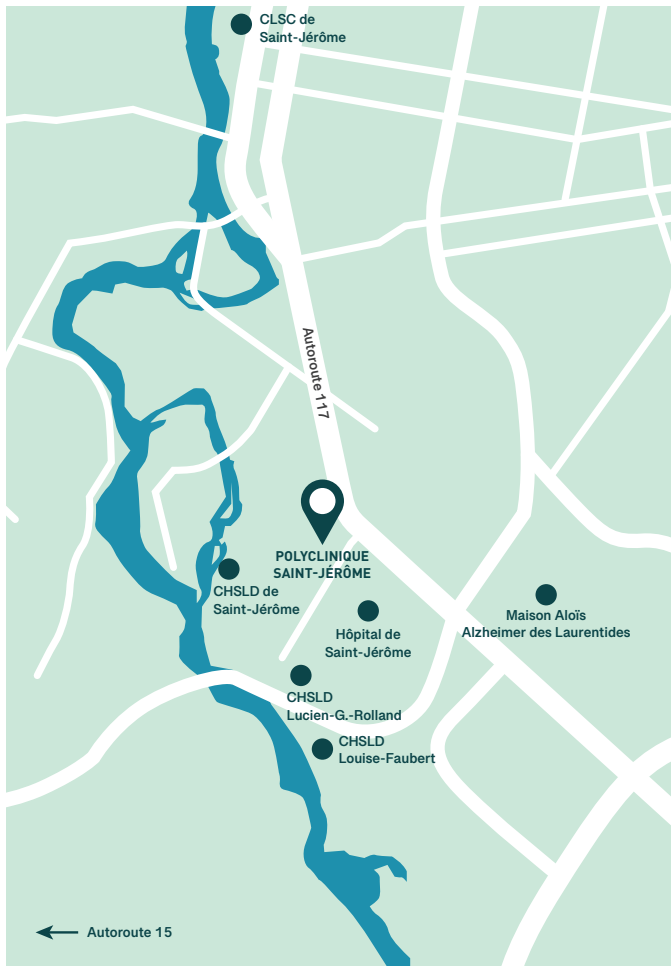 CLSC de
Saint-Jérôme
Autoroute 117
POLYCLINIQUE
SAINT-JÉRÔME
CHSLD de
Saint-Jérôme
Maison Aloïs
Alzheimer des Laurentides
Hôpital de
Saint-Jérôme
CHSLD
Lucien-G.-Rolland
CHSLD
Louise-Faubert
Autoroute 15